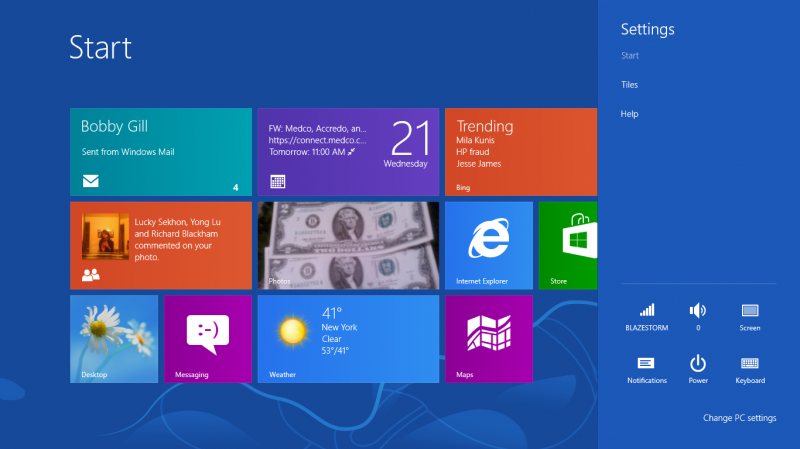 Start
Bobby Gill
Sent from Windows Mail
4
FW: Medco, Accredo, an...
https://connect.medco.c...
Tomorrow: 11:00 AM
21
Wednesday
Trending
Mila Kunis
HP fraud
Jesse James
Bing
Lucky Sekhon, Yong Lu
and Richard Blackham
commented on your
photo.
Photos
Internet Explorer
Store
Desktop
:-)
Messaging
41°
New York
Clear
53°/41°
Weather
Maps
Settings
Start
Tiles
Help
BLAZESTORM
0
Screen
Notifications
Power
Keyboard
Change PC settings